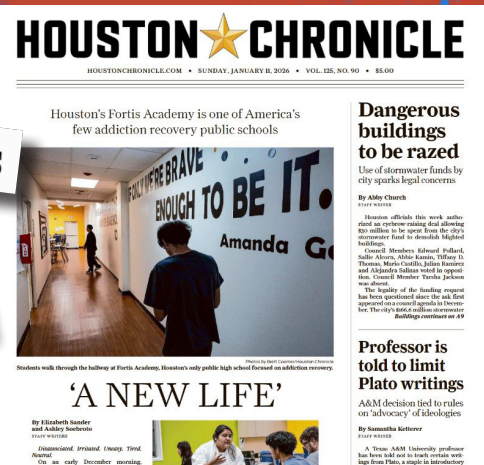 HOUSTON CHRONICLE
HOUSTONCHRONICLE.COM • SUNDAY, JANUARY 11, 2026 • VOL. 125, NO. 90 • $5.00
Houston's Fortis Academy is one of America's
few addiction recovery public schools
IF ONLY WE'RE BRAVE
ENOUGH TO BE IT.
Amanda Go
Photos by Brett Coomer/Houston Chronicle
Students walk through the hallway at Fortis Academy, Houston's only public high school focused on addiction recovery.
'A NEW LIFE'
By Elizabeth Sander
and Ashley Soebroto
STAFF WRITERS
Disassociated. Irritated. Uneasy. Tired.
Neutral.
On an early December morning,
Dangerous
buildings
to be razed
Use of stormwater funds by
city sparks legal concerns
By Abby Church
STAFF WRITER
Houston officials this week autho-
rized an eyebrow-raising deal allowing
$30 million to be spent from the city's
stormwater fund to demolish blighted
buildings.
Council Members Edward Pollard,
Sallie Alcorn, Abbie Kamin, Tiffany D.
Thomas, Mario Castillo, Julian Ramirez
and Alejandra Salinas voted in opposi-
tion. Council Member Tarsha Jackson
was absent.
The legality of the funding request
has been questioned since the ask first
appeared on a council agenda in Decem-
ber. The city's $166.6 million stormwater
Buildings continues on A9
Professor is
told to limit
Plato writings
A&M decision tied to rules
on 'advocacy' of ideologies
By Samantha Ketterer
STAFF WRITER
A Texas A&M University professor
has been told not to teach certain writ-
ings from Plato, a staple in introductory